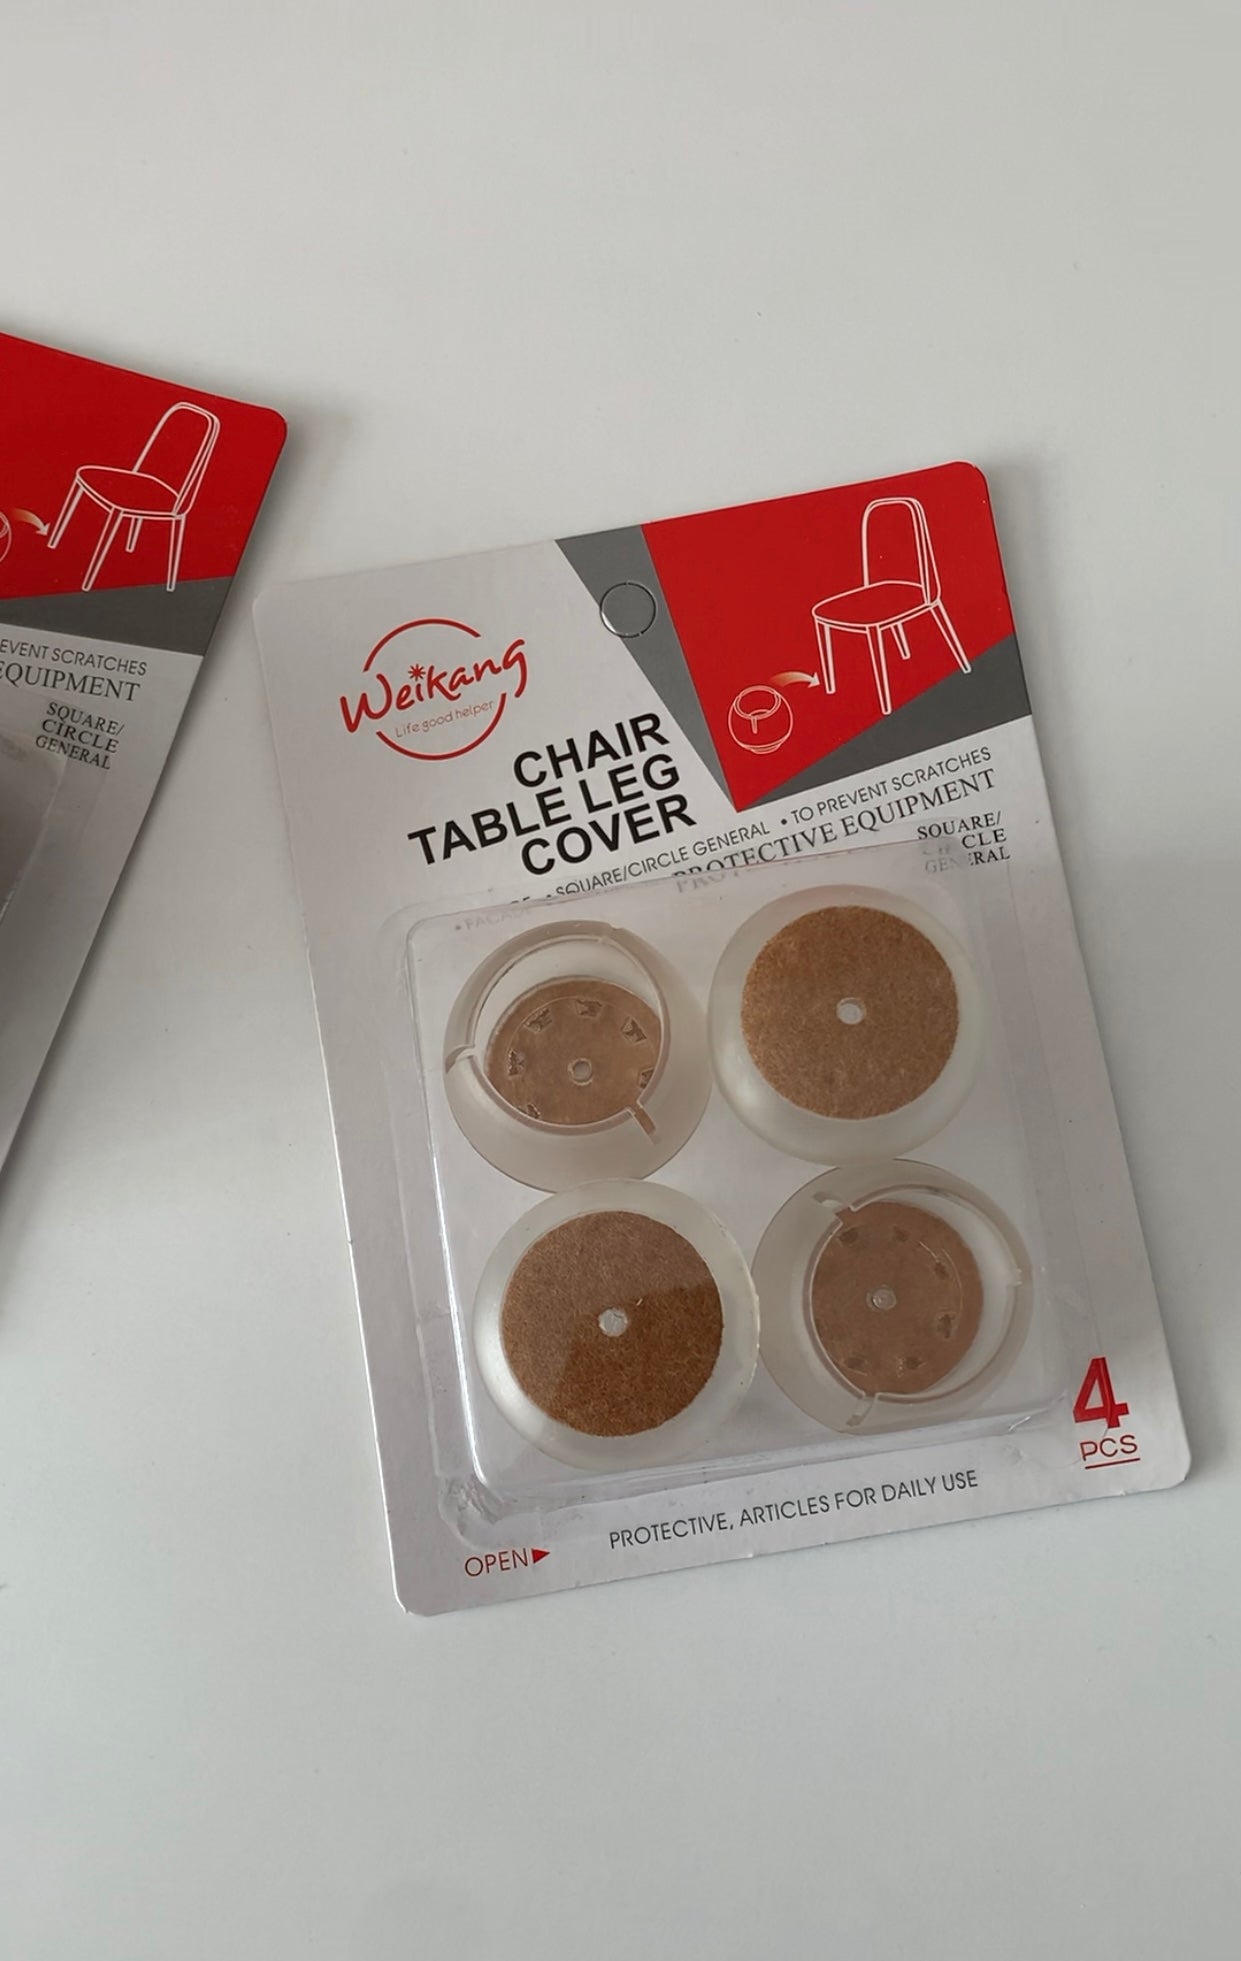 EVENT SCRATCHES
EQUIPMENT
SQUARE/
CIRCLE
GENERAL
Weikang
Life good helper
CHAIR
TABLE LEG
COVER
• SQUARE/CIRCLE GENERAL • TO PREVENT SCRATCHES
PROTECTIVE EQUIPMENT
SQUARE/
CIRCLE
GENERAL
4
PCS
PROTECTIVE, ARTICLES FOR DAILY USE
OPEN